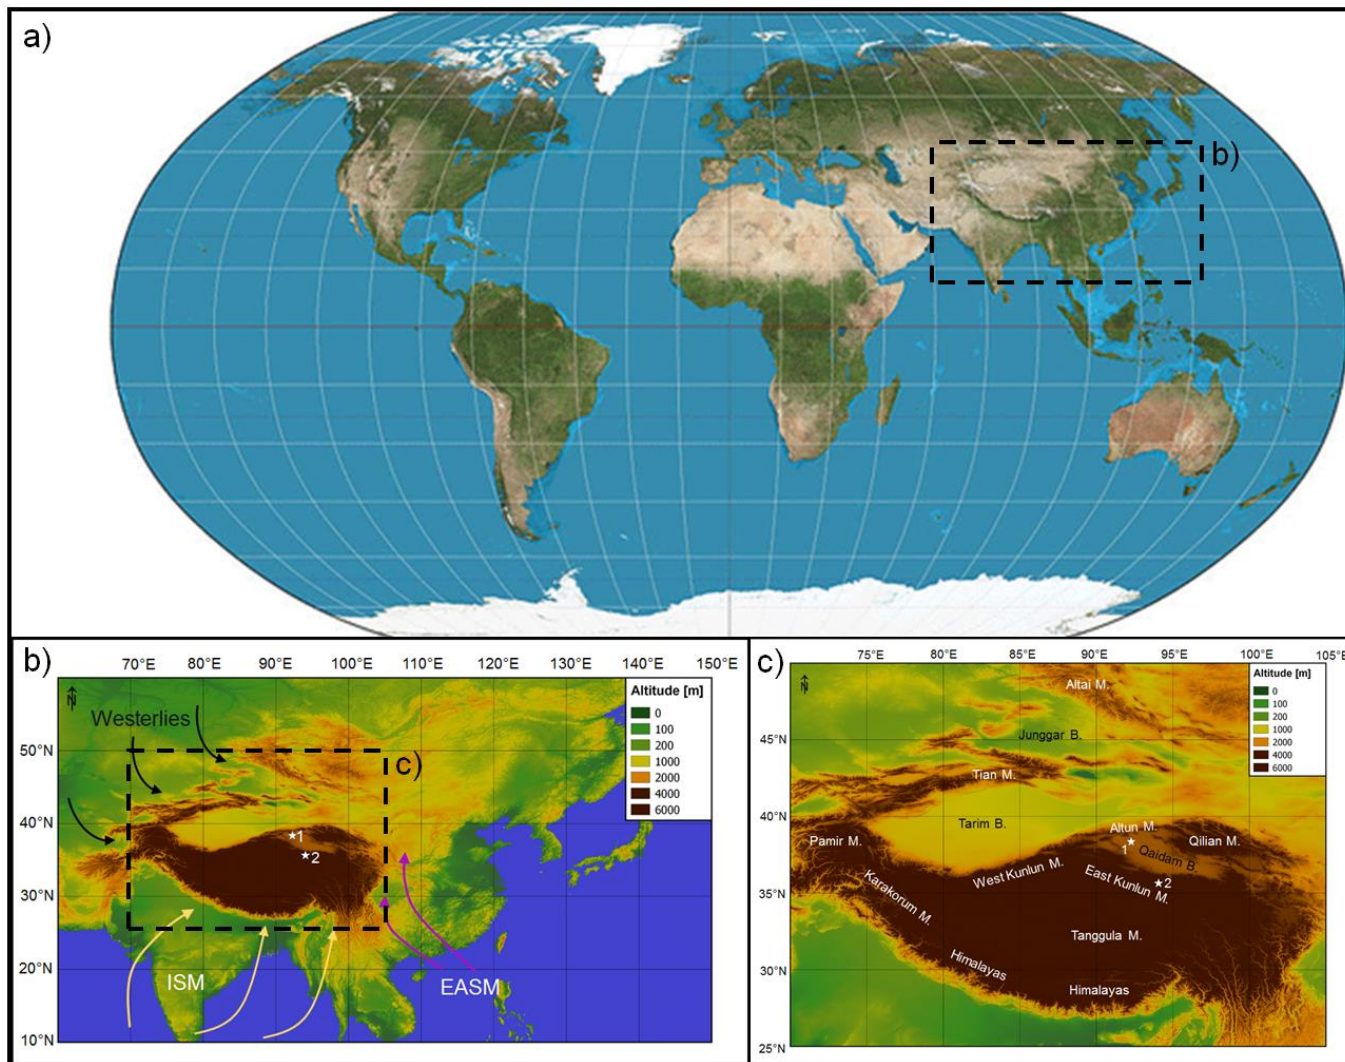 a)
b)
b)
70°E 80°E 90°E 100°E 110°E 120°E 130°E 140°E 150°E
N
Westerlies
Altitude [m]
0
100
200
1000
2000
4000
6000
50°N
c)
40°N
1
2
30°N
ISM
EASM
20°N
10°N
c)
75°E 80°E 85°E 90°E 95°E 100°E 105°E
N
Altai M.
Altitude [m]
0
100
200
1000
2000
4000
6000
45°N
Junggar B.
Tian M.
40°N
Tarim B.
Altun M.
Pamir M.
1
Qilian M.
Qaidam B.
West Kunlun M.
East Kunlun M.
2
35°N
Karakorum M.
Tanggula M.
30°N
Himalayas
Himalayas
25°N